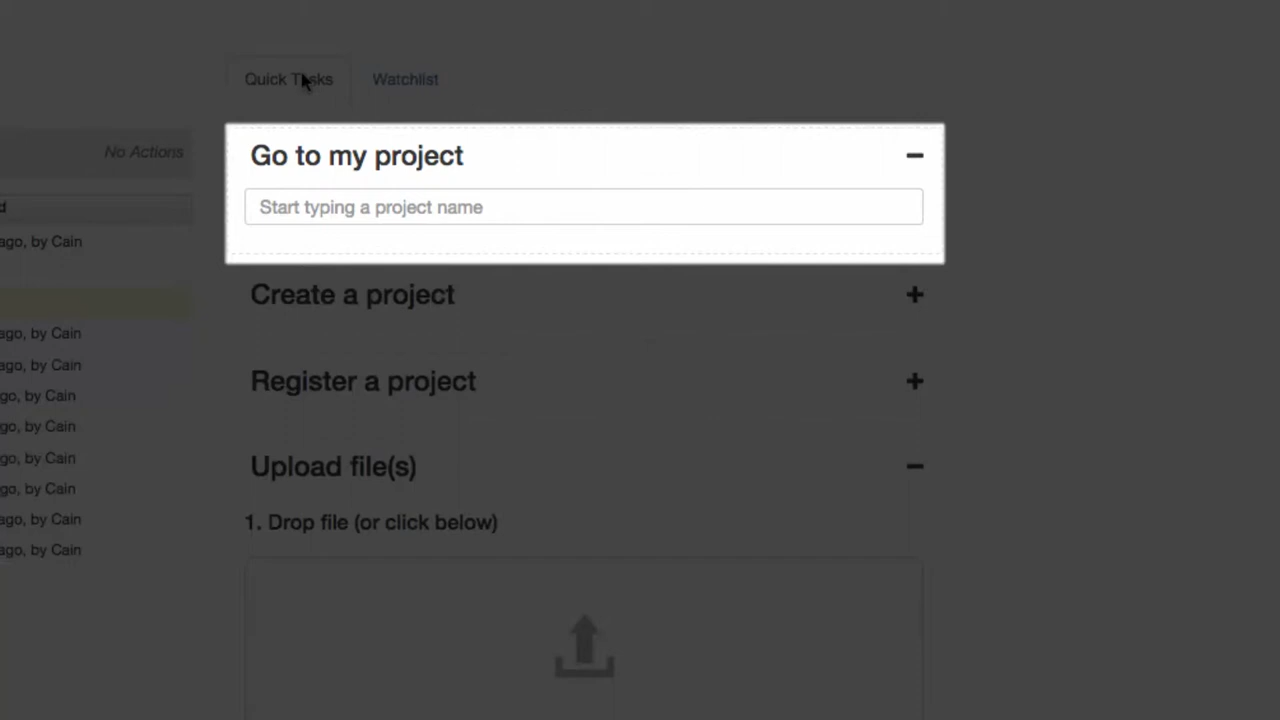 Quick Tasks
Watchlist
No Actions
d
ago, by Cain
ago, by Cain
ago, by Cain
go, by Cain
go, by Cain
go, by Cain
go, by Cain
ago, by Cain
ago, by Cain
Go to my project
Start typing a project name
Create a project
Register a project
Upload file(s)
1. Drop file (or click below)